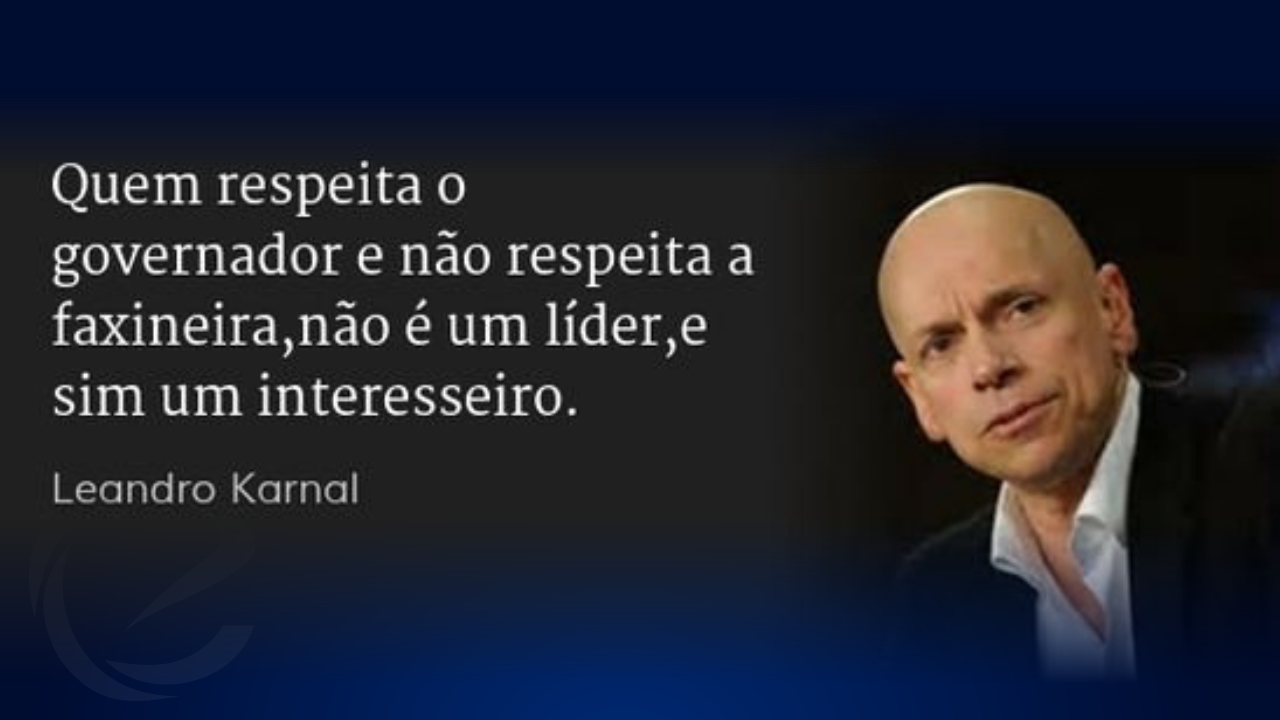 Quem respeita o
governador e não respeita a
faxineira,não é um líder,e
sim um interesseiro.
Leandro Karnal